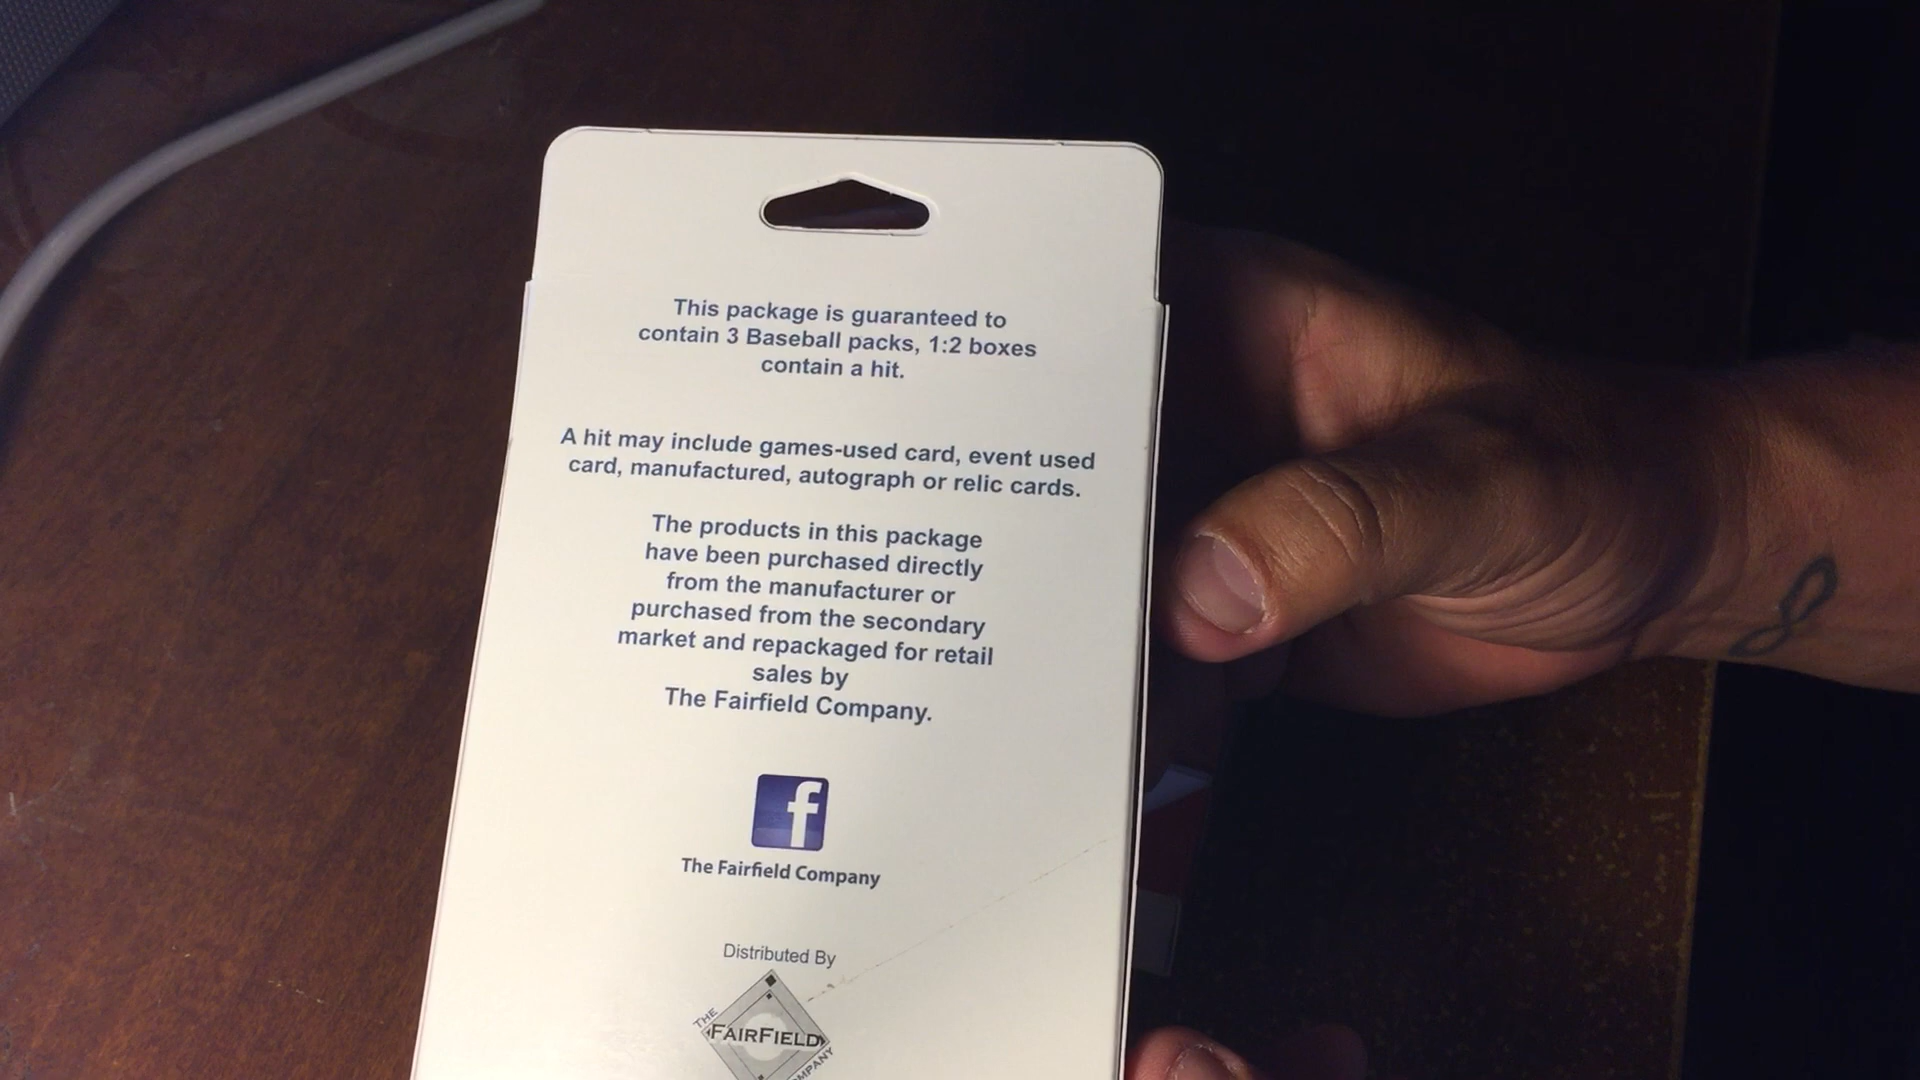 This package is guaranteed to
contain 3 Baseball packs, 1:2 boxes
contain a hit.
A hit may include games-used card, event used
card, manufactured, autograph or relic cards.
The products in this package
have been purchased directly
from the manufacturer or
purchased from the secondary
market and repackaged for retail
sales by
The Fairfield Company.
f
The Fairfield Company
Distributed By
THE
FAIRFIELD